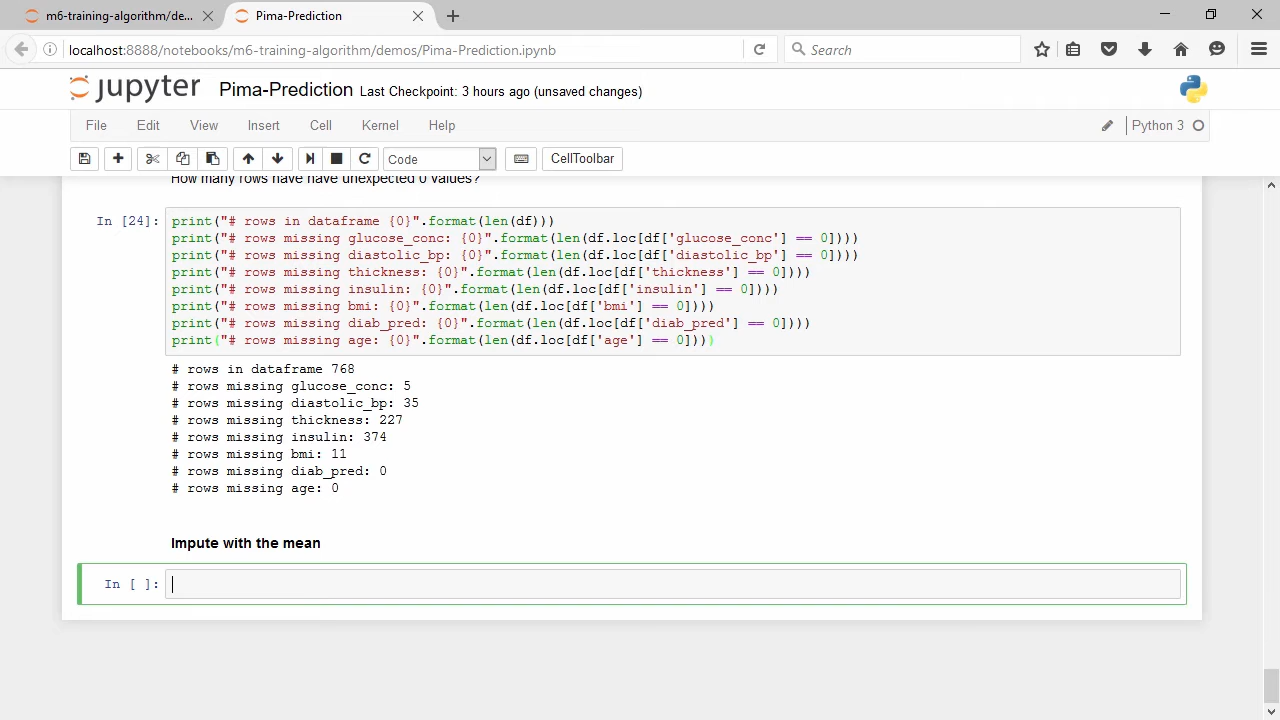 m6-training-algorithm/de...
Pima-Prediction
localhost:8888/notebooks/m6-training-algorithm/demos/Pima-Prediction.ipynb
Search
jupyter Pima-Prediction Last Checkpoint: 3 hours ago (unsaved changes)
File Edit View Insert Cell Kernel Help
Python 3
Code
CellToolbar
How many rows have have unexpected 0 values?
In [24]: print("# rows in dataframe {0}".format(len(df)))
print("# rows missing glucose_conc: {0}".format(len(df.loc[df['glucose_conc'] == 0])))
print("# rows missing diastolic_bp: {0}".format(len(df.loc[df['diastolic_bp'] == 0])))
print("# rows missing thickness: {0}".format(len(df.loc[df['thickness'] == 0])))
print("# rows missing insulin: {0}".format(len(df.loc[df['insulin'] == 0])))
print("# rows missing bmi: {0}".format(len(df.loc[df['bmi'] == 0])))
print("# rows missing diab_pred: {0}".format(len(df.loc[df['diab_pred'] == 0])))
print("# rows missing age: {0}".format(len(df.loc[df['age'] == 0])))
# rows in dataframe 768
# rows missing glucose_conc: 5
# rows missing diastolic_bp: 35
# rows missing thickness: 227
# rows missing insulin: 374
# rows missing bmi: 11
# rows missing diab_pred: 0
# rows missing age: 0
Impute with the mean
In [ ]: